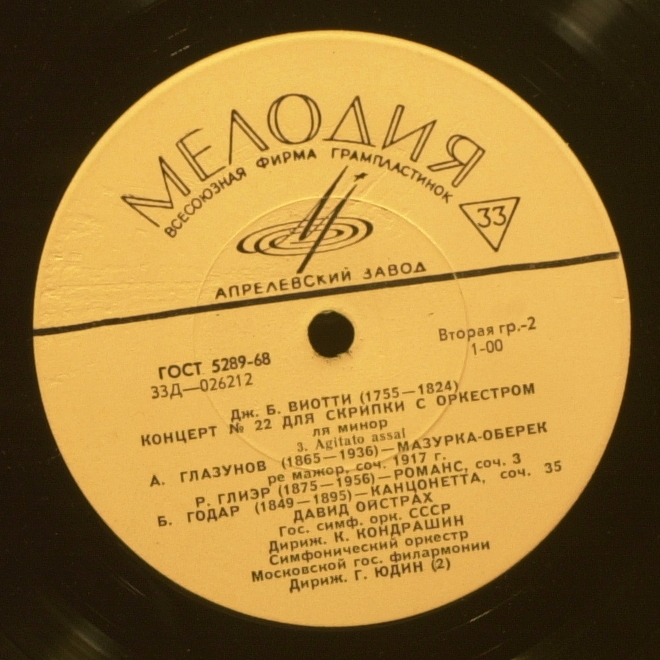 МЕЛОДИЯ
ВСЕСОЮЗНАЯ ФИРМА ГРАМПЛАСТИНОК
33
АПРЕЛЕВСКИЙ ЗАВОД
Вторая гр.-2
1-00
ГОСТ 5289-68
33Д—026212
Дж. Б. ВИОТТИ (1755—1824)
КОНЦЕРТ № 22 ДЛЯ СКРИПКИ С ОРКЕСТРОМ
ля минор
3. Agitato assai
А. ГЛАЗУНОВ (1865—1936)—МАЗУРКА-ОБЕРЕК
ре мажор, соч. 1917 г.
Р. ГЛИЭР (1875—1956)—РОМАНС, соч. 3
Б. ГОДАР (1849—1895)—КАНЦОНЕТТА, соч. 35
ДАВИД ОЙСТРАХ
Гос. симф. орк. СССР
Дириж. К. КОНДРАШИН
Симфонический оркестр
Московской гос. филармонии
Дириж. Г. ЮДИН (2)